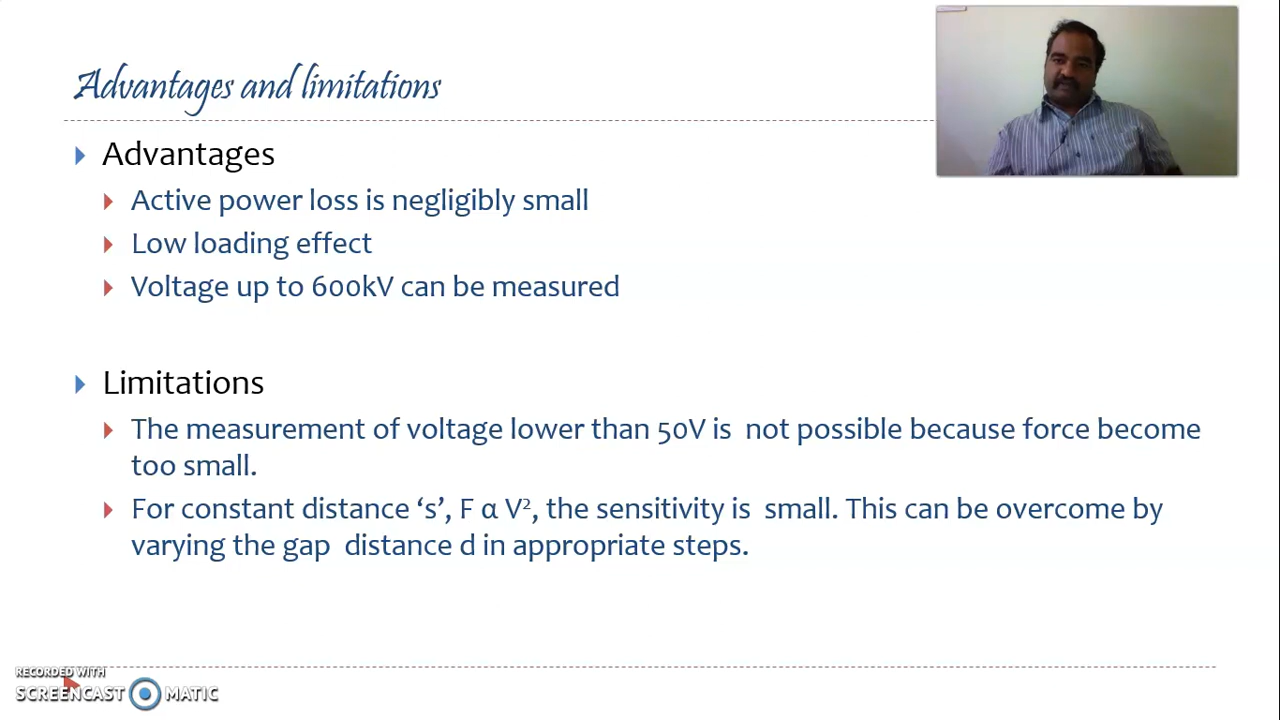 Advantages and limitations
Advantages
Active power loss is negligibly small
Low loading effect
Voltage up to 600kV can be measured
Limitations
The measurement of voltage lower than 50V is not possible because force become
too small.
For constant distance ‘s’, F α V², the sensitivity is small. This can be overcome by
varying the gap distance d in appropriate steps.
RECORDED WITH
SCREENCAST MATIC